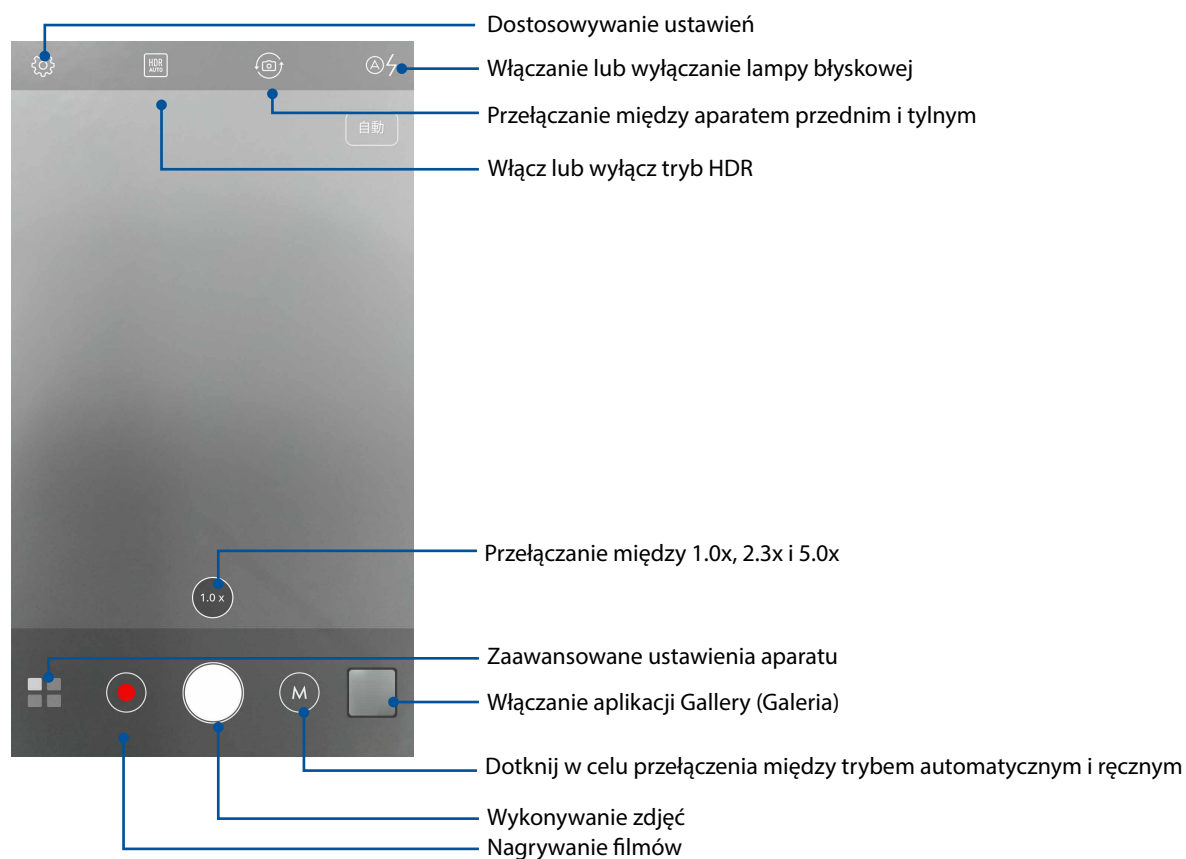 Dostosowywanie ustawień
HDR
AUTO
A
Włączanie lub wyłączanie lampy błyskowej
Przełączanie między aparatem przednim i tylnym
自動
Włącz lub wyłącz tryb HDR
Przełączanie między 1.0x, 2.3x i 5.0x
1.0 x
Zaawansowane ustawienia aparatu
M
Włączanie aplikacji Gallery (Galeria)
Dotknij w celu przełączenia między trybem automatycznym i ręcznym
Wykonywanie zdjęć
Nagrywanie filmów